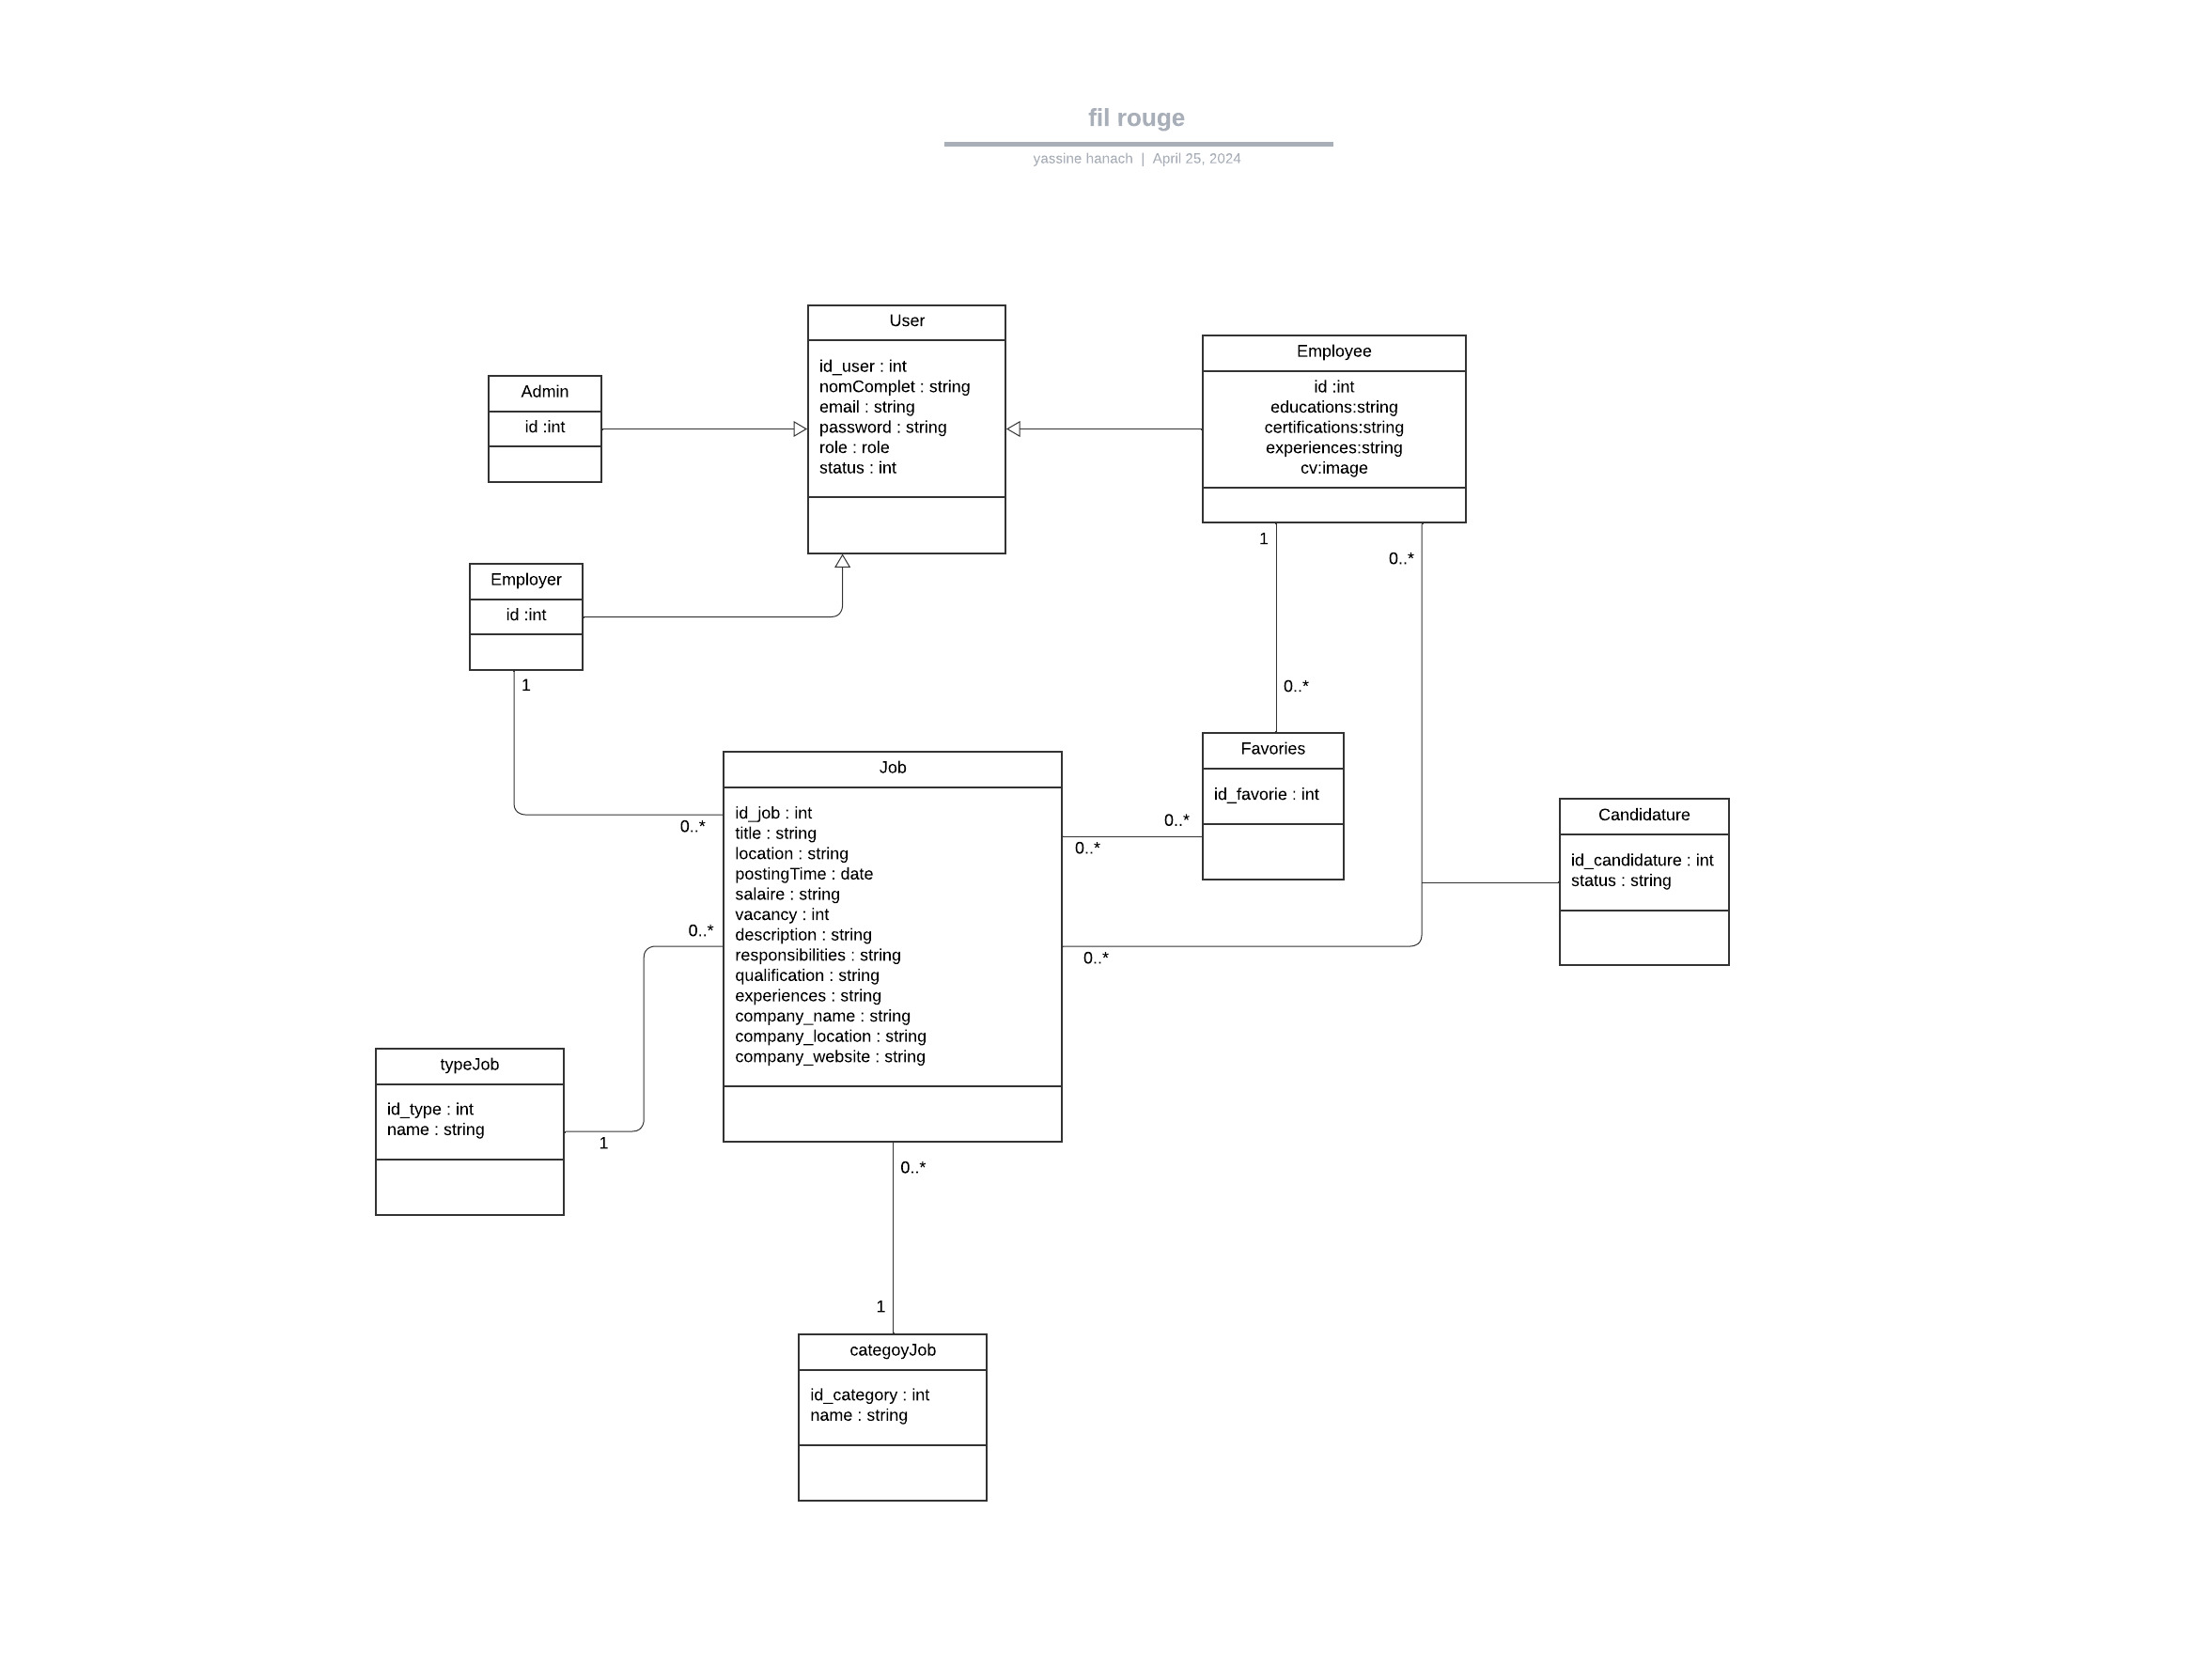 fil rouge
yassine hanach | April 25, 2024
User
id_user : int
nomComplet : string
email : string
password : string
role : role
status : int
Employee
id :int
educations:string
certifications:string
experiences:string
cv:image
Admin
id :int
Employer
id :int
1
0..*
1
0..*
0..*
Favories
id_favorie : int
0..*
0..*
Job
id_job : int
title : string
location : string
postingTime : date
salaire : string
vacancy : int
description : string
responsibilities : string
qualification : string
experiences : string
company_name : string
company_location : string
company_website : string
Candidature
id_candidature : int
status : string
0..*
0..*
0..*
typeJob
id_type : int
name : string
1
0..*
1
categoyJob
id_category : int
name : string